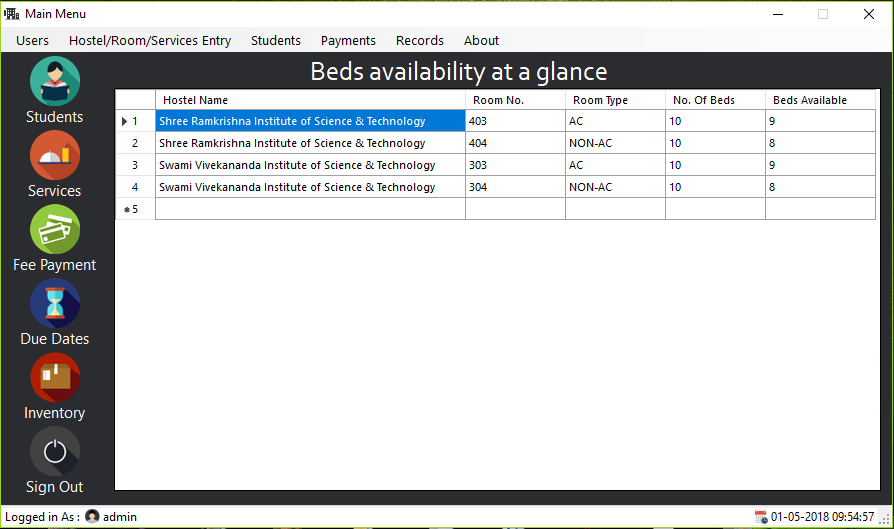 Main Menu
Users Hostel/Room/Services Entry Students Payments Records About
Beds availability at a glance
Students
Services
Fee Payment
Due Dates
Inventory
Sign Out
Hostel Name Room No. Room Type No. Of Beds Beds Available
1 Shree Ramkrishna Institute of Science & Technology 403 AC 10 9
2 Shree Ramkrishna Institute of Science & Technology 404 NON-AC 10 8
3 Swami Vivekananda Institute of Science & Technology 303 AC 10 9
4 Swami Vivekananda Institute of Science & Technology 304 NON-AC 10 8
5
Logged in As : admin 01-05-2018 09:54:57